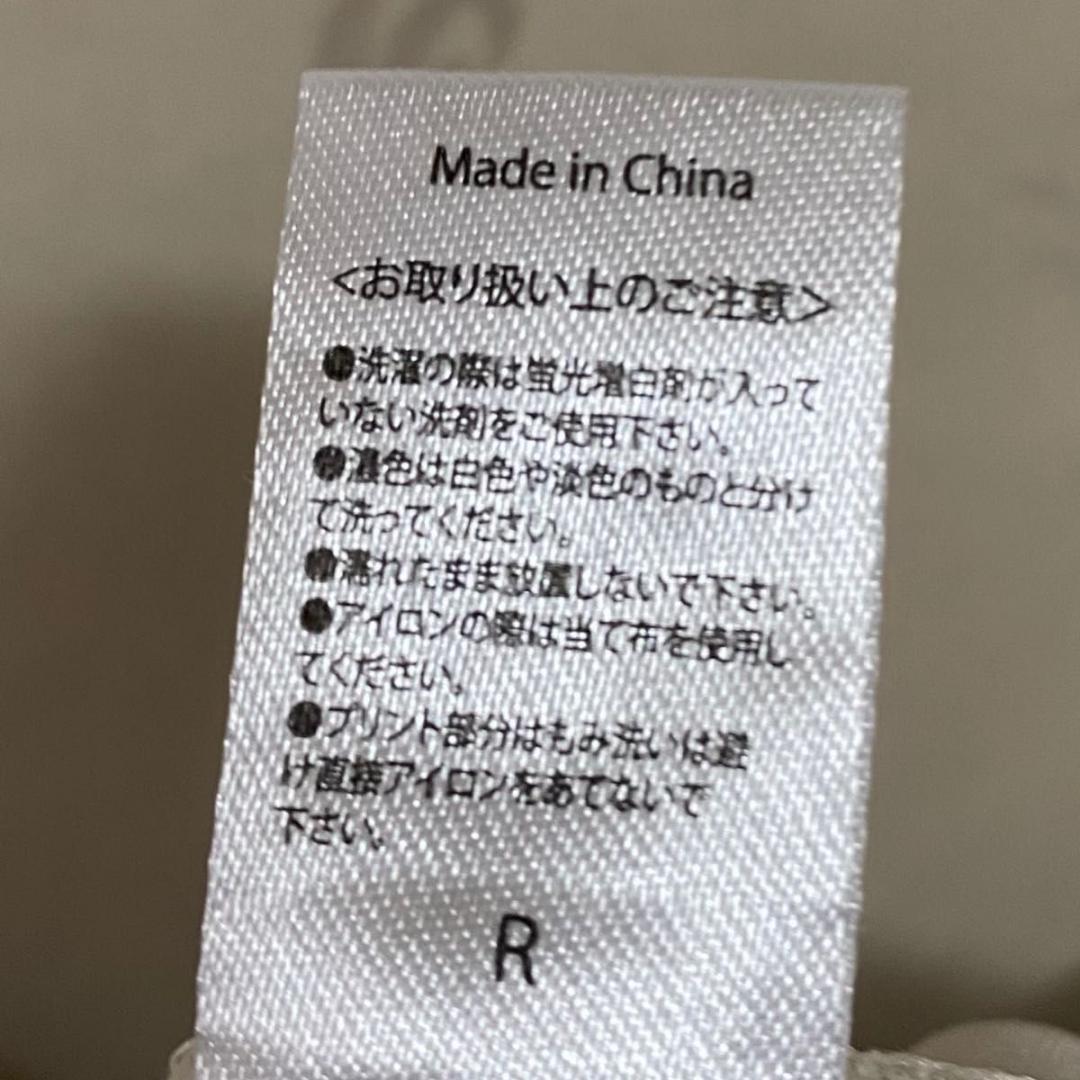 Made in China
<お取り扱い上のご注意>
●洗濯の際は蛍光増白剤が入って
いない洗剤をご使用下さい。
●濃色は白色や淡色のものと分け
て洗ってください。
●濡れたまま放置しないで下さい。
●アイロンの際は当て布を使用し
てください。
●プリント部分はもみ洗いは避
け直接アイロンをあてないで
下さい。
R